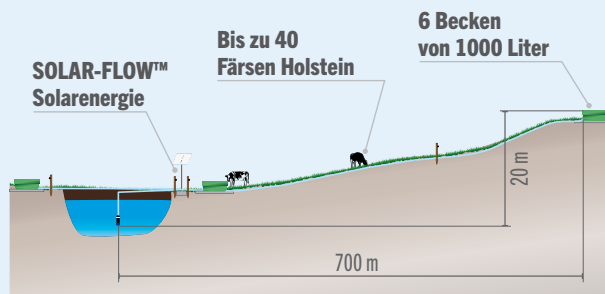 SOLAR-FLOW™
Solarenergie
Bis zu 40
Färsen Holstein
6 Becken
von 1000 Liter
20 m
700 m